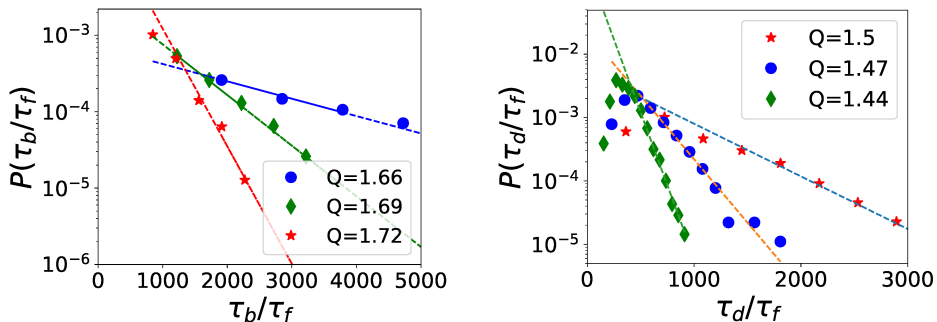 P(τ_b/τ_f)
10^{-3}
10^{-4}
10^{-5}
10^{-6}
Q=1.66
Q=1.69
Q=1.72
0 1000 2000 3000 4000 5000
τ_b/τ_f
P(τ_d/τ_f)
10^{-2}
10^{-3}
10^{-4}
10^{-5}
Q=1.5
Q=1.47
Q=1.44
0 1000 2000 3000
τ_d/τ_f